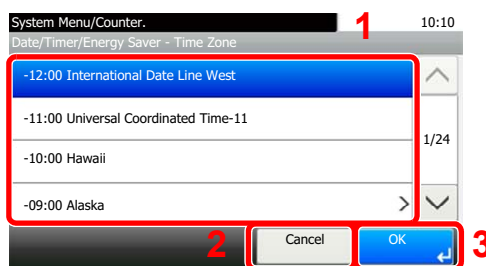 System Menu/Counter. 1 10:10
Date/Timer/Energy Saver - Time Zone
-12:00 International Date Line West
-11:00 Universal Coordinated Time-11
1/24
-10:00 Hawaii
-09:00 Alaska
2 Cancel OK 3